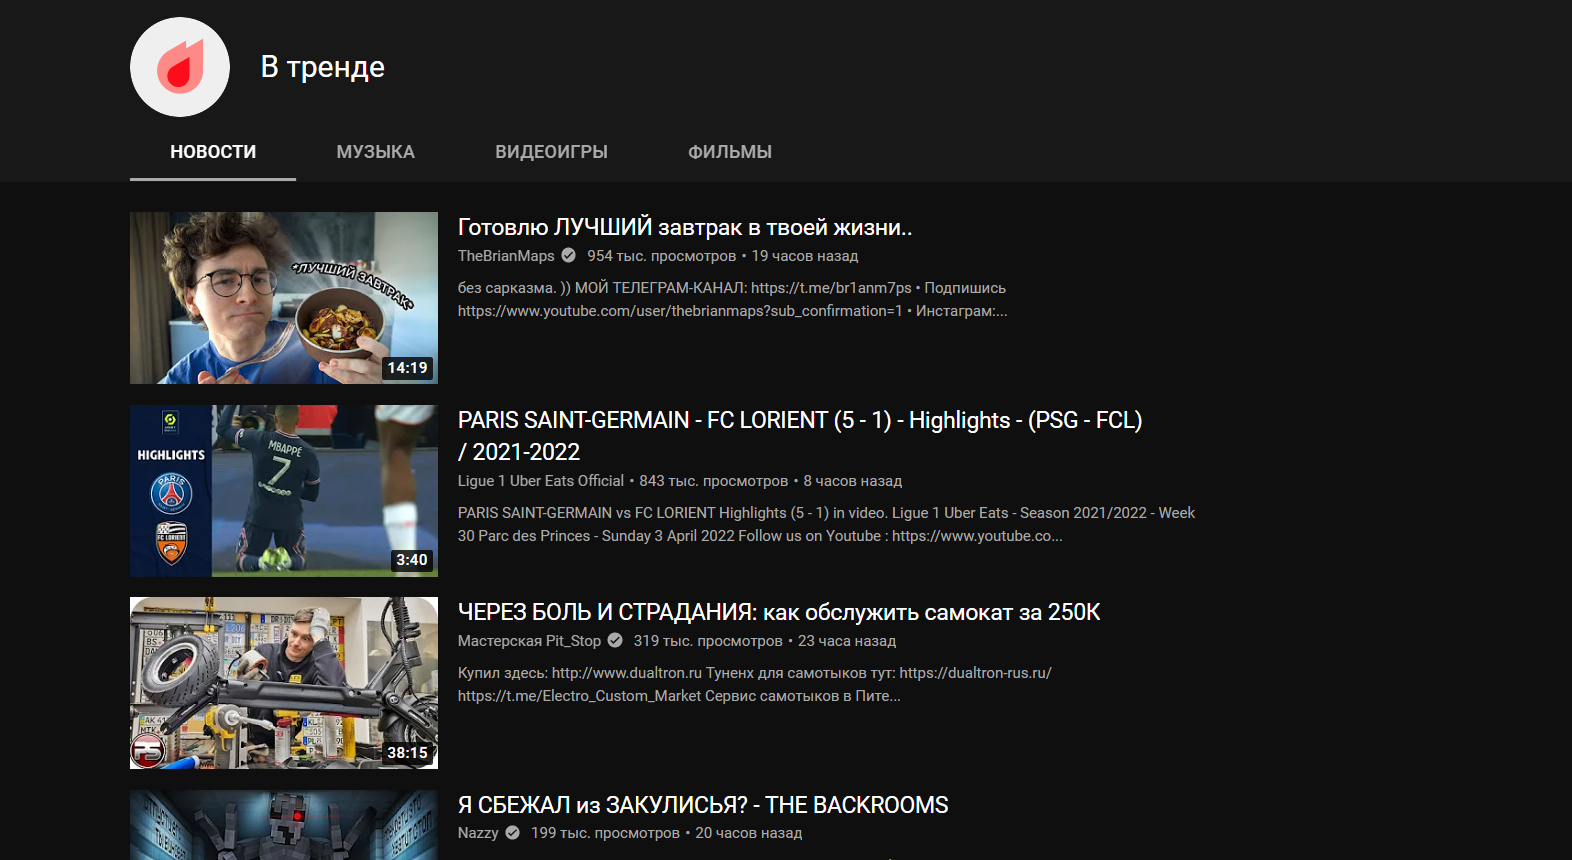 В тренде
НОВОСТИ
МУЗЫКА
ВИДЕОИГРЫ
ФИЛЬМЫ
*ЛУЧШИЙ ЗАВТРАК*
14:19
Готовлю ЛУЧШИЙ завтрак в твоей жизни..
TheBrianMaps 954 тыс. просмотров • 19 часов назад
без сарказма. )) МОЙ ТЕЛЕГРАМ-КАНАЛ: https://t.me/br1anm7ps • Подпишись
https://www.youtube.com/user/thebrianmaps?sub_confirmation=1 • Инстаграм:...
HIGHLIGHTS
PARIS
FC LORIENT
MBAPPÉ
7
3:40
PARIS SAINT-GERMAIN - FC LORIENT (5 - 1) - Highlights - (PSG - FCL)
/ 2021-2022
Ligue 1 Uber Eats Official • 843 тыс. просмотров • 8 часов назад
PARIS SAINT-GERMAIN vs FC LORIENT Highlights (5 - 1) in video. Ligue 1 Uber Eats - Season 2021/2022 - Week
30 Parc des Princes - Sunday 3 April 2022 Follow us on Youtube : https://www.youtube.co...
PS
38:15
ЧЕРЕЗ БОЛЬ И СТРАДАНИЯ: как обслужить самокат за 250К
Мастерская Pit_Stop 319 тыс. просмотров • 23 часа назад
Купил здесь: http://www.dualtron.ru Туненх для самотыков тут: https://dualtron-rus.ru/
https://t.me/Electro_Custom_Market Сервис самотыков в Пите...
Я СБЕЖАЛ из ЗАКУЛИСЬЯ? - THE BACKROOMS
Nazzy 199 тыс. просмотров • 20 часов назад